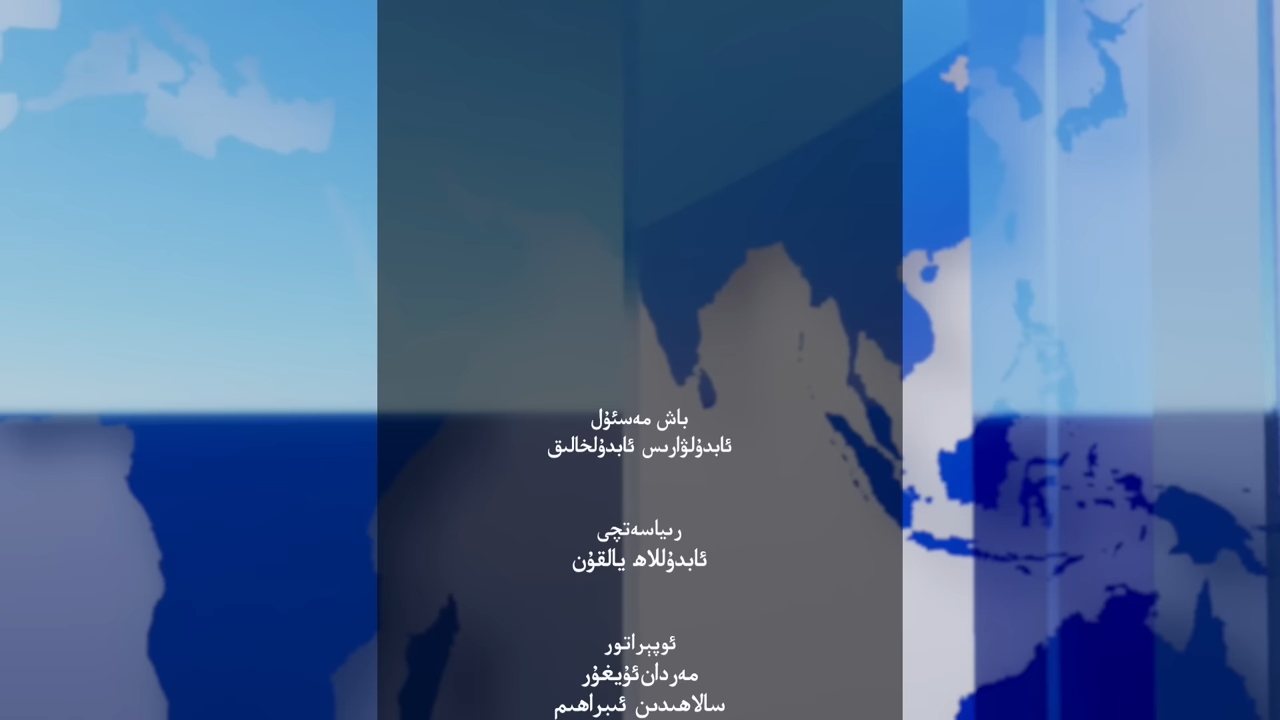 باش مەسئۇل
ئابدۇلۋارىس ئابدۇلخالىق
رىياسەتچى
ئابدۇللاھ يالقۇن
ئوپېراتور
مەردان ئۇيغۇر
سالاھىدىن ئىبراھىم